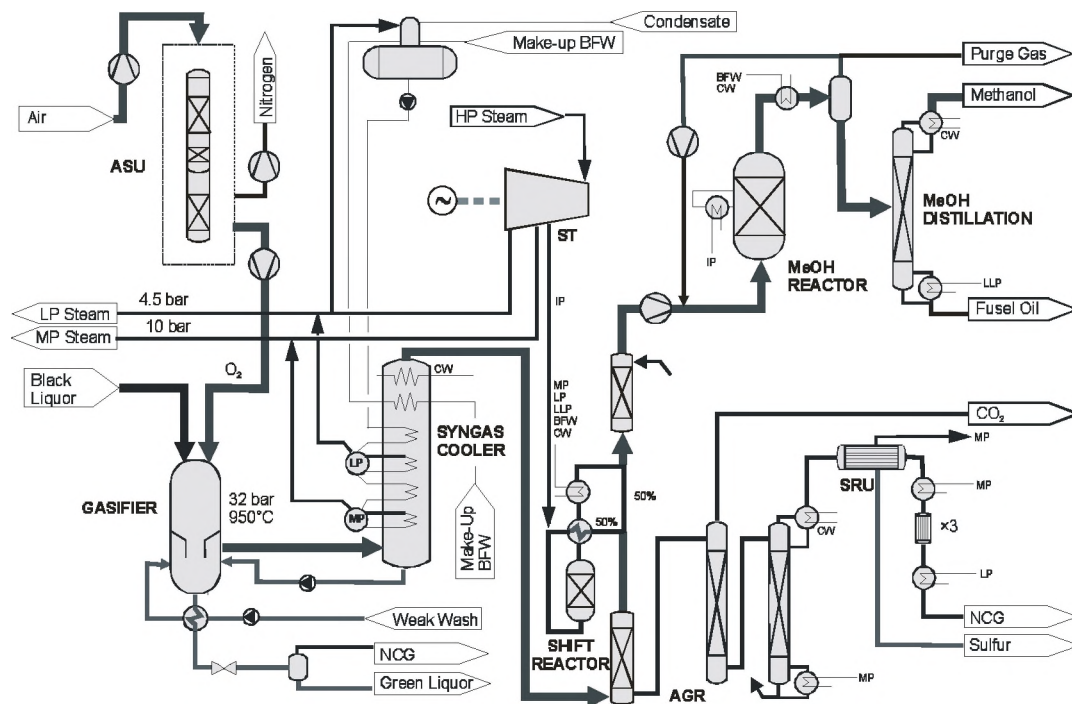 Condensate
Make-up BFW
Air
ASU
Nitrogen
HP Steam
ST
IP
BFW
CW
Purge Gas
Methanol
CW
MeOH
DISTILLATION
LLP
Fusel Oil
IP
MeOH
REACTOR
LP Steam
4.5 bar
MP Steam
10 bar
O₂
Black
Liquor
GASIFIER
32 bar
950°C
CW
SYNGAS
COOLER
LP
MP
Make-Up
BFW
MP
LP
LLP
BFW
CW
50%
50%
SHIFT
REACTOR
CO₂
MP
SRU
CW
MP
×3
LP
NCG
Sulfur
MP
AGR
Weak Wash
NCG
Green Liquor